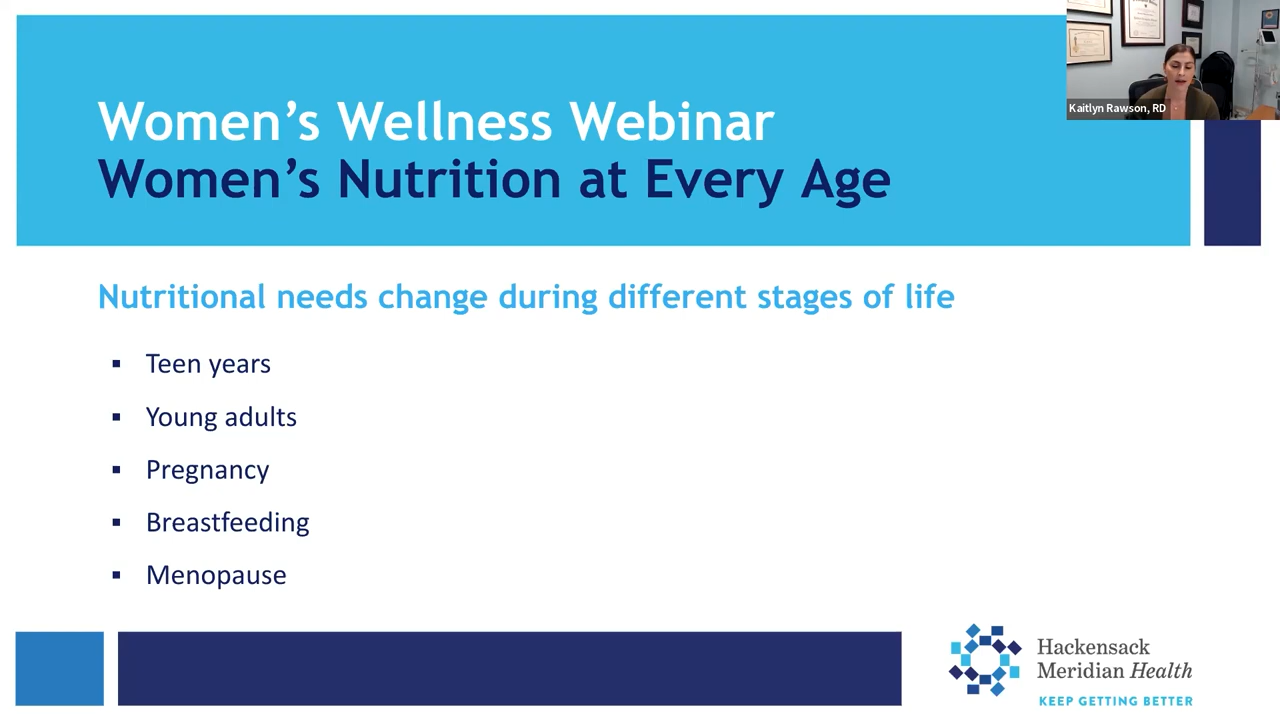 Women's Wellness Webinar
Women's Nutrition at Every Age
Kaitlyn Rawson, RD
Nutritional needs change during different stages of life
▪ Teen years
▪ Young adults
▪ Pregnancy
▪ Breastfeeding
▪ Menopause
Hackensack
Meridian Health
KEEP GETTING BETTER